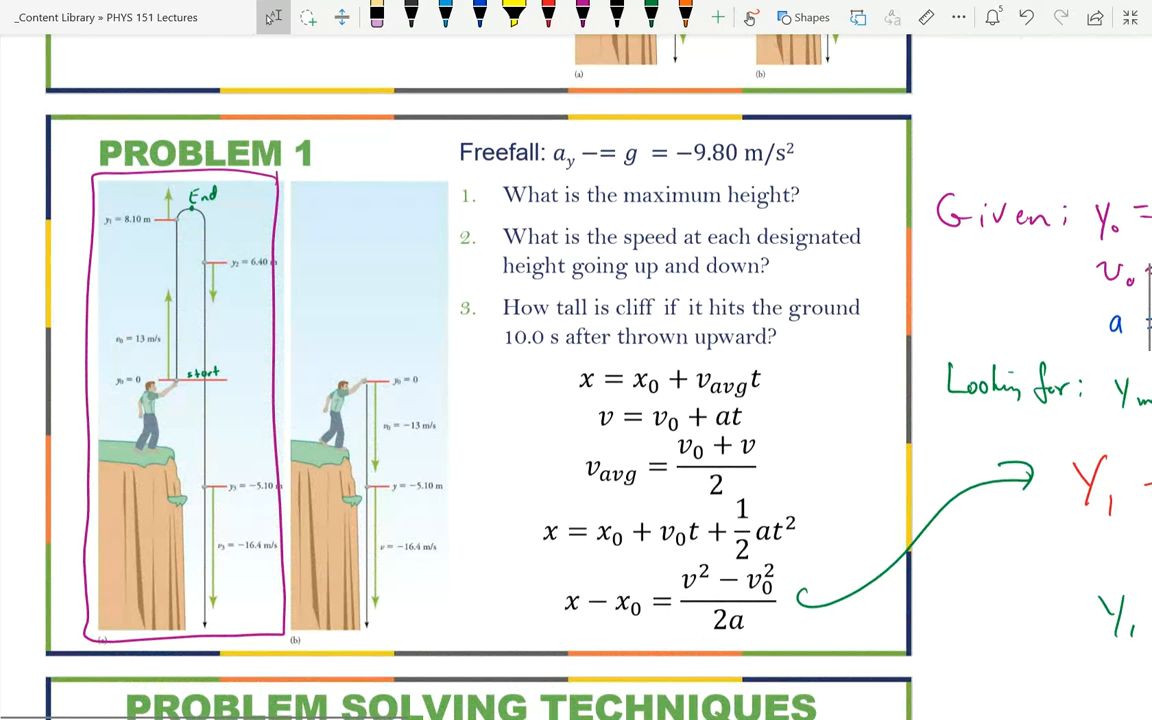 _Content Library » PHYS 151 Lectures
Shapes
5
(a)
(b)
PROBLEM 1
End
y₁ = 8.10 m
y₂ = 6.40
v₀ = 13 m/s
y₀ = 0
start
y₃ = −5.10
v₃ = −16.4 m/s
y₀ = 0
v₀ = −13 m/s
y = −5.10 m
v = −16.4 m/s
(b)
Freefall: a_y −= g = −9.80 m/s²
1. What is the maximum height?
2. What is the speed at each designated
height going up and down?
3. How tall is cliff if it hits the ground
10.0 s after thrown upward?
x = x₀ + v_avg t
v = v₀ + at
v_avg = (v₀ + v)/2
x = x₀ + v₀t + 1/2 at²
x − x₀ = (v² − v₀²)/2a
Given; y₀ =
v₀
a
Looking for: y
y₁ -
y₁
PROBLEM SOLVING TECHNIQUES